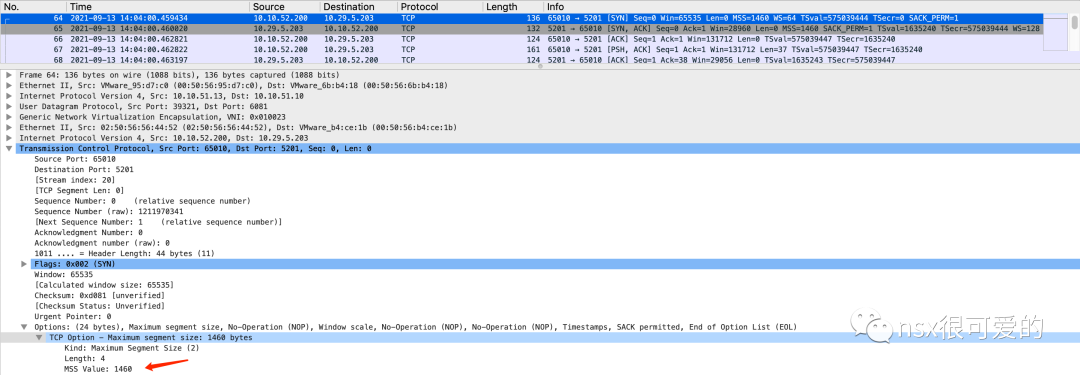 No. Time Source Destination Protocol Length Info
64 2021-09-13 14:04:00.459434 10.10.52.200 10.29.5.203 TCP 136 65010 → 5201 [SYN] Seq=0 Win=65535 Len=0 MSS=1460 WS=64 TSval=575039444 TSecr=0 SACK_PERM=1
65 2021-09-13 14:04:00.460020 10.29.5.203 10.10.52.200 TCP 132 5201 → 65010 [SYN, ACK] Seq=0 Ack=1 Win=28960 Len=0 MSS=1460 SACK_PERM=1 TSval=1635240 TSecr=575039444 WS=128
66 2021-09-13 14:04:00.462821 10.10.52.200 10.29.5.203 TCP 124 65010 → 5201 [ACK] Seq=1 Ack=1 Win=131712 Len=0 TSval=575039447 TSecr=1635240
67 2021-09-13 14:04:00.462822 10.10.52.200 10.29.5.203 TCP 161 65010 → 5201 [PSH, ACK] Seq=1 Ack=1 Win=131712 Len=37 TSval=575039447 TSecr=1635240
68 2021-09-13 14:04:00.463197 10.29.5.203 10.10.52.200 TCP 124 5201 → 65010 [ACK] Seq=1 Ack=38 Win=29056 Len=0 TSval=1635243 TSecr=575039447
Frame 64: 136 bytes on wire (1088 bits), 136 bytes captured (1088 bits)
Ethernet II, Src: VMware_95:d7:c0 (00:50:56:95:d7:c0), Dst: VMware_6b:b4:18 (00:50:56:6b:b4:18)
Internet Protocol Version 4, Src: 10.10.51.13, Dst: 10.10.51.10
User Datagram Protocol, Src Port: 39321, Dst Port: 6081
Generic Network Virtualization Encapsulation, VNI: 0x010023
Ethernet II, Src: 02:50:56:56:44:52 (02:50:56:56:44:52), Dst: VMware_b4:ce:1b (00:50:56:b4:ce:1b)
Internet Protocol Version 4, Src: 10.10.52.200, Dst: 10.29.5.203
Transmission Control Protocol, Src Port: 65010, Dst Port: 5201, Seq: 0, Len: 0
Source Port: 65010
Destination Port: 5201
[Stream index: 20]
[TCP Segment Len: 0]
Sequence Number: 0 (relative sequence number)
Sequence Number (raw): 1211970341
[Next Sequence Number: 1 (relative sequence number)]
Acknowledgment Number: 0
Acknowledgment number (raw): 0
1011 .... = Header Length: 44 bytes (11)
Flags: 0x002 (SYN)
Window: 65535
[Calculated window size: 65535]
Checksum: 0xd081 [unverified]
[Checksum Status: Unverified]
Urgent Pointer: 0
Options: (24 bytes), Maximum segment size, No-Operation (NOP), Window scale, No-Operation (NOP), No-Operation (NOP), Timestamps, SACK permitted, End of Option List (EOL)
TCP Option - Maximum segment size: 1460 bytes
Kind: Maximum Segment Size (2)
Length: 4
MSS Value: 1460
nsx很可爱的